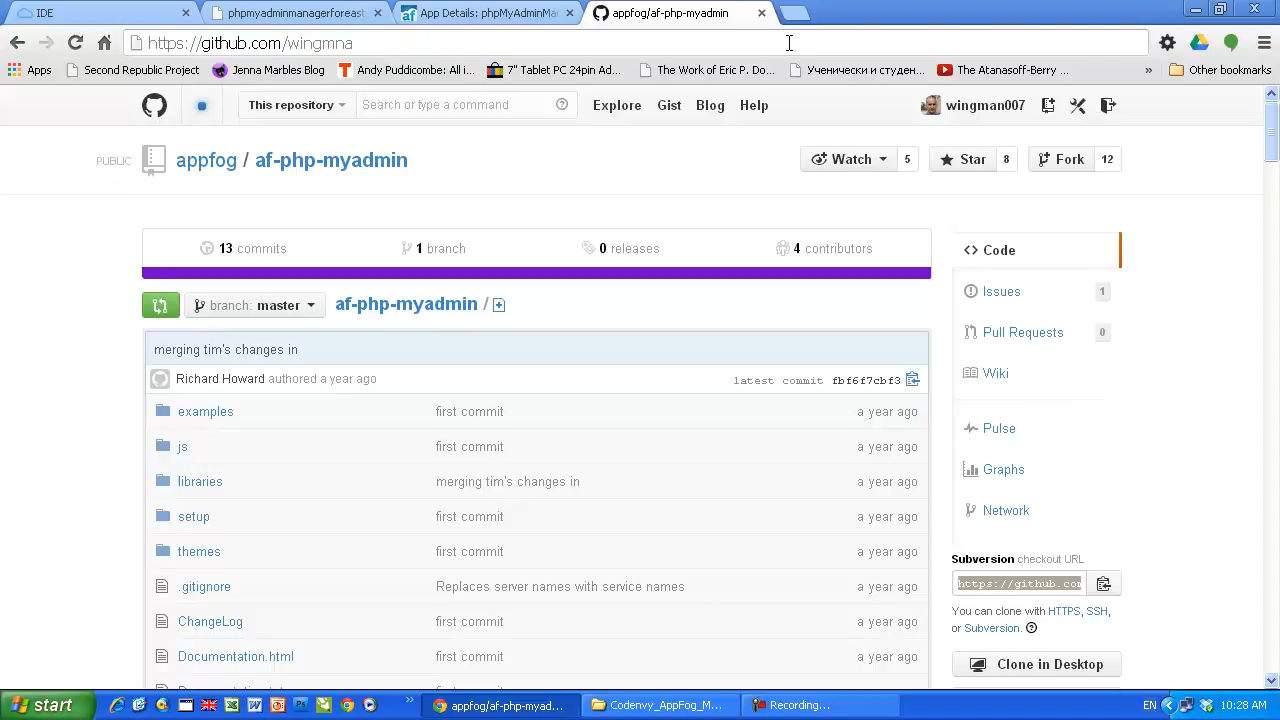 IDE
phpmyadminmanagerforeast
App Details: phpMyAdminMa
appfog/af-php-myadmin
https://github.com/wingmna
Apps
Second Republic Project
Janna Marbles Blog
Andy Puddicombe: All i...
7" Tablet PC 24pin Ad...
The Work of Eric P. Do...
Ученически и студен...
The Atanasoff-Berry ...
»
Other bookmarks
This repository
Search or type a command
Explore
Gist
Blog
Help
wingman007
PUBLIC
appfog / af-php-myadmin
Watch 5
Star 8
Fork 12
13 commits
1 branch
0 releases
4 contributors
branch: master
af-php-myadmin /
merging tim's changes in
Richard Howard authored a year ago
latest commit fbf6f7cbf3
examples first commit a year ago
js first commit a year ago
libraries merging tim's changes in a year ago
setup first commit a year ago
themes first commit a year ago
.gitignore Replaces server names with service names a year ago
ChangeLog first commit a year ago
Documentation.html first commit a year ago
Code
Issues 1
Pull Requests 0
Wiki
Pulse
Graphs
Network
Subversion checkout URL
https://github.con
You can clone with HTTPS, SSH,
or Subversion.
Clone in Desktop
start
»
appfog/af-php-myad...
Codenvy_AppFog_M...
Recording...
EN
10:28 AM